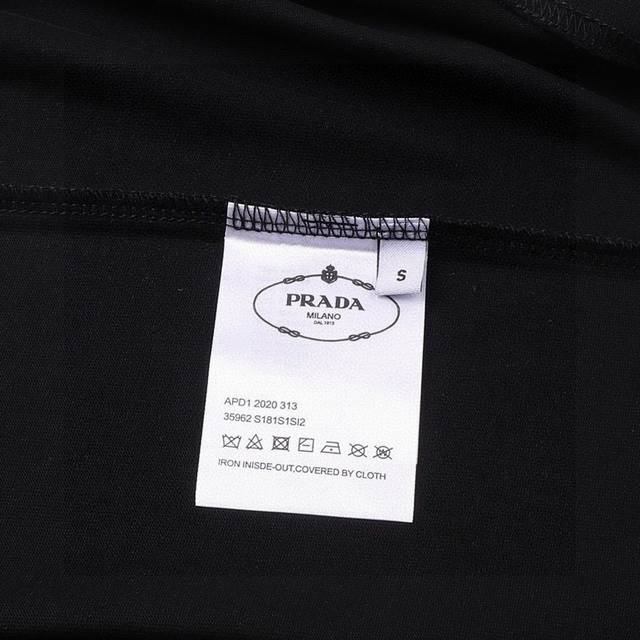 S
PRADA
MILANO
DAL 1913
APD1 2020 313
35962 S181S1SI2
IRON INISDE-OUT.COVERED BY CLOTH